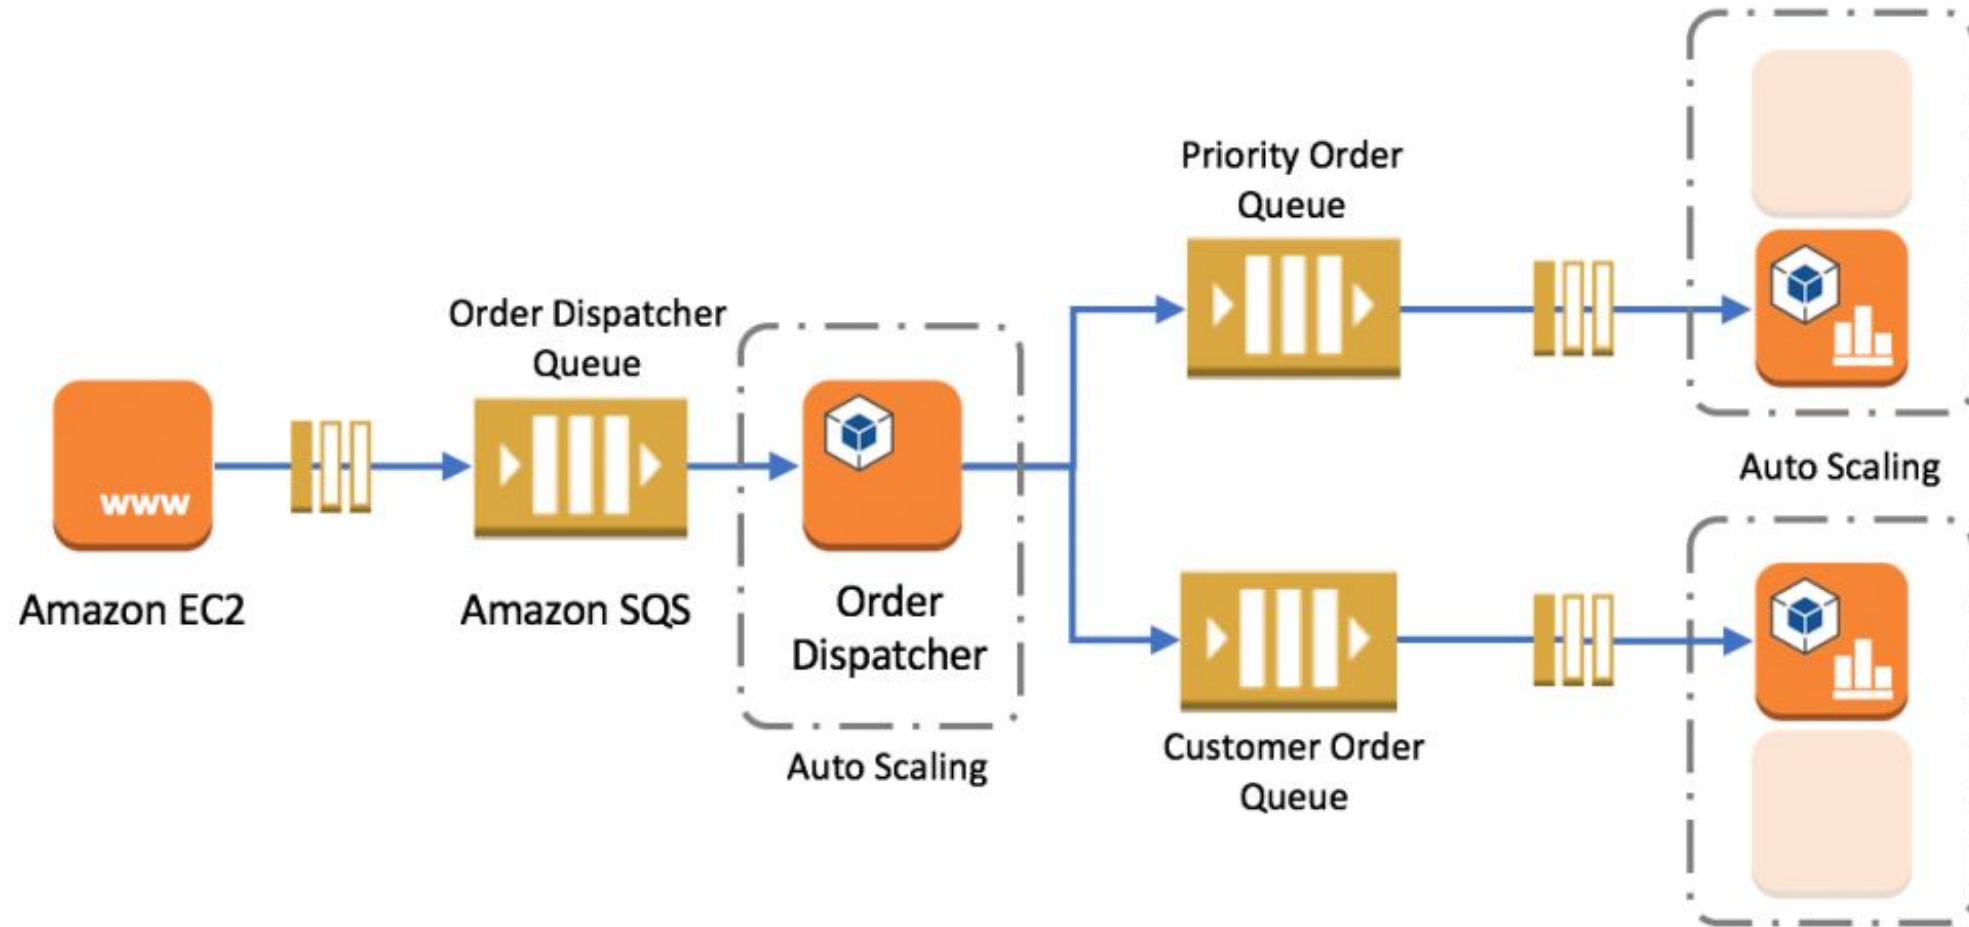 www
Amazon EC2
Order Dispatcher
Queue
Amazon SQS
Order
Dispatcher
Auto Scaling
Priority Order
Queue
Customer Order
Queue
Auto Scaling